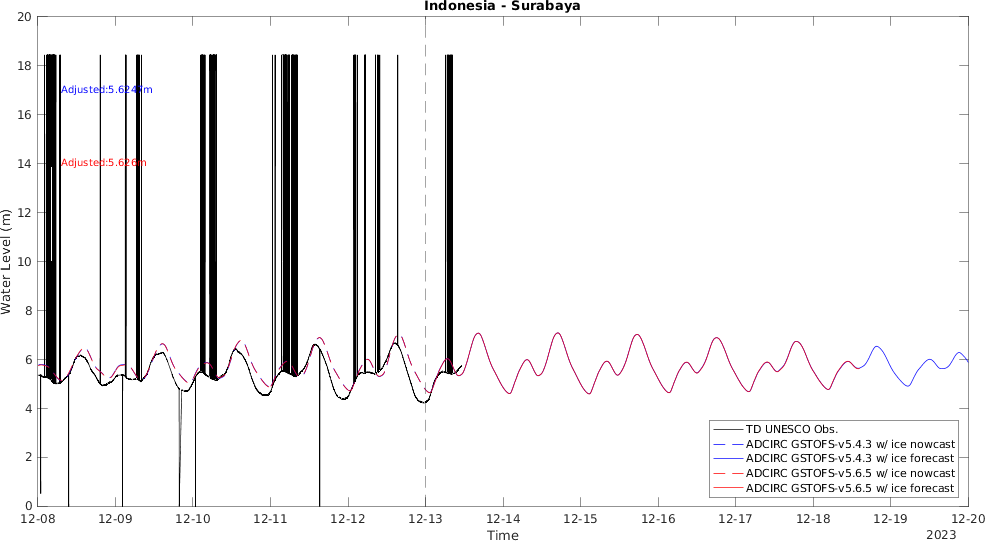 Indonesia - Surabaya
Water Level (m)
20
18
16
14
12
10
8
6
4
2
0
Adjusted:5.6247m
Adjusted:5.626m
TD UNESCO Obs.
ADCIRC GSTOFS-v5.4.3 w/ ice nowcast
ADCIRC GSTOFS-v5.4.3 w/ ice forecast
ADCIRC GSTOFS-v5.6.5 w/ ice nowcast
ADCIRC GSTOFS-v5.6.5 w/ ice forecast
12-08 12-09 12-10 12-11 12-12 12-13 12-14 12-15 12-16 12-17 12-18 12-19 12-20
Time
2023